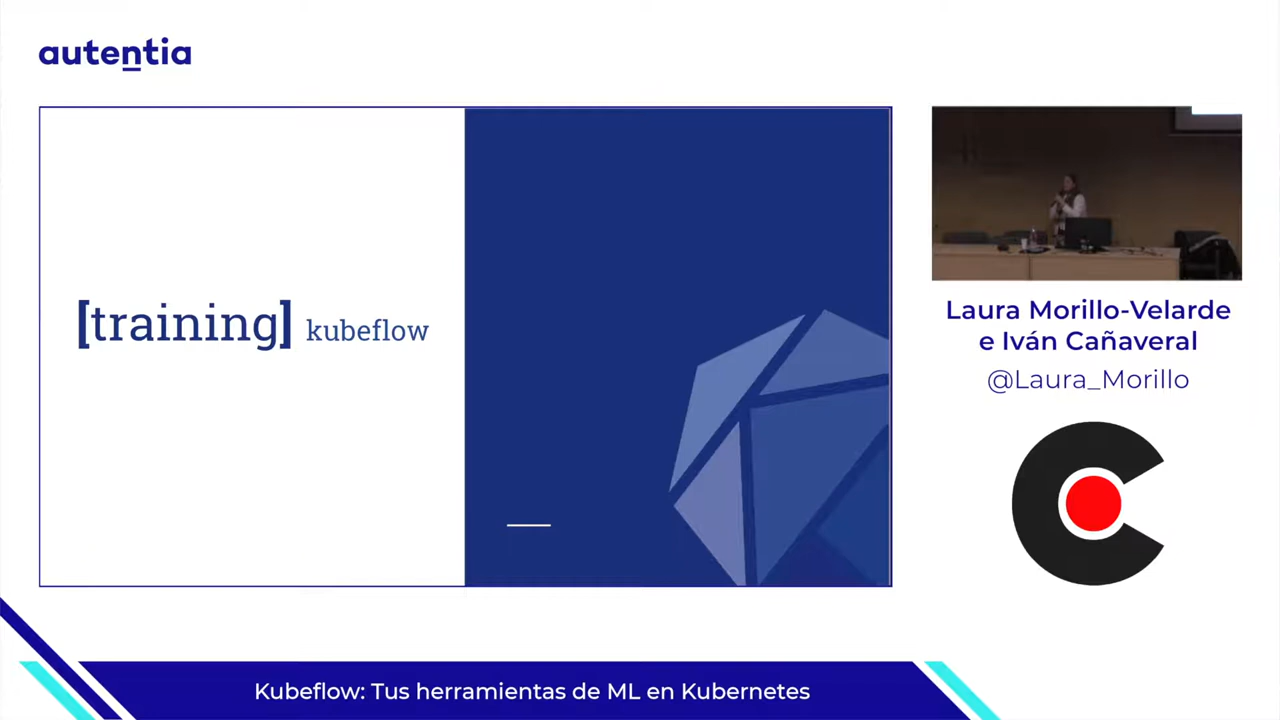 autentia
[training] kubeflow
Laura Morillo-Velarde
e Iván Cañaveral
@Laura_Morillo
Kubeflow: Tus herramientas de ML en Kubernetes